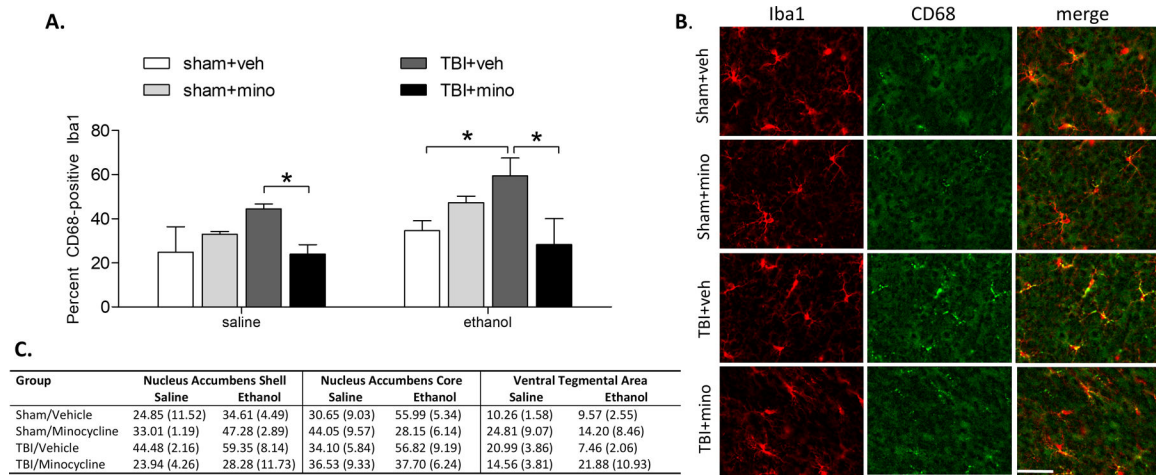 A.
sham+veh TBI+veh
sham+mino TBI+mino
Percent CD68-positive Iba1
80
60
40
20
0
*
*
*
saline ethanol
B.
Iba1 CD68 merge
Sham+veh
Sham+mino
TBI+veh
TBI+mino
C.
Group Nucleus Accumbens Shell Nucleus Accumbens Core Ventral Tegmental Area
Saline Ethanol Saline Ethanol Saline Ethanol
Sham/Vehicle 24.85 (11.52) 34.61 (4.49) 30.65 (9.03) 55.99 (5.34) 10.26 (1.58) 9.57 (2.55)
Sham/Minocycline 33.01 (1.19) 47.28 (2.89) 44.05 (9.57) 28.15 (6.14) 24.81 (9.07) 14.20 (8.46)
TBI/Vehicle 44.48 (2.16) 59.35 (8.14) 34.10 (5.84) 56.82 (9.19) 20.99 (3.86) 7.46 (2.06)
TBI/Minocycline 23.94 (4.26) 28.28 (11.73) 36.53 (9.33) 37.70 (6.24) 14.56 (3.81) 21.88 (10.93)